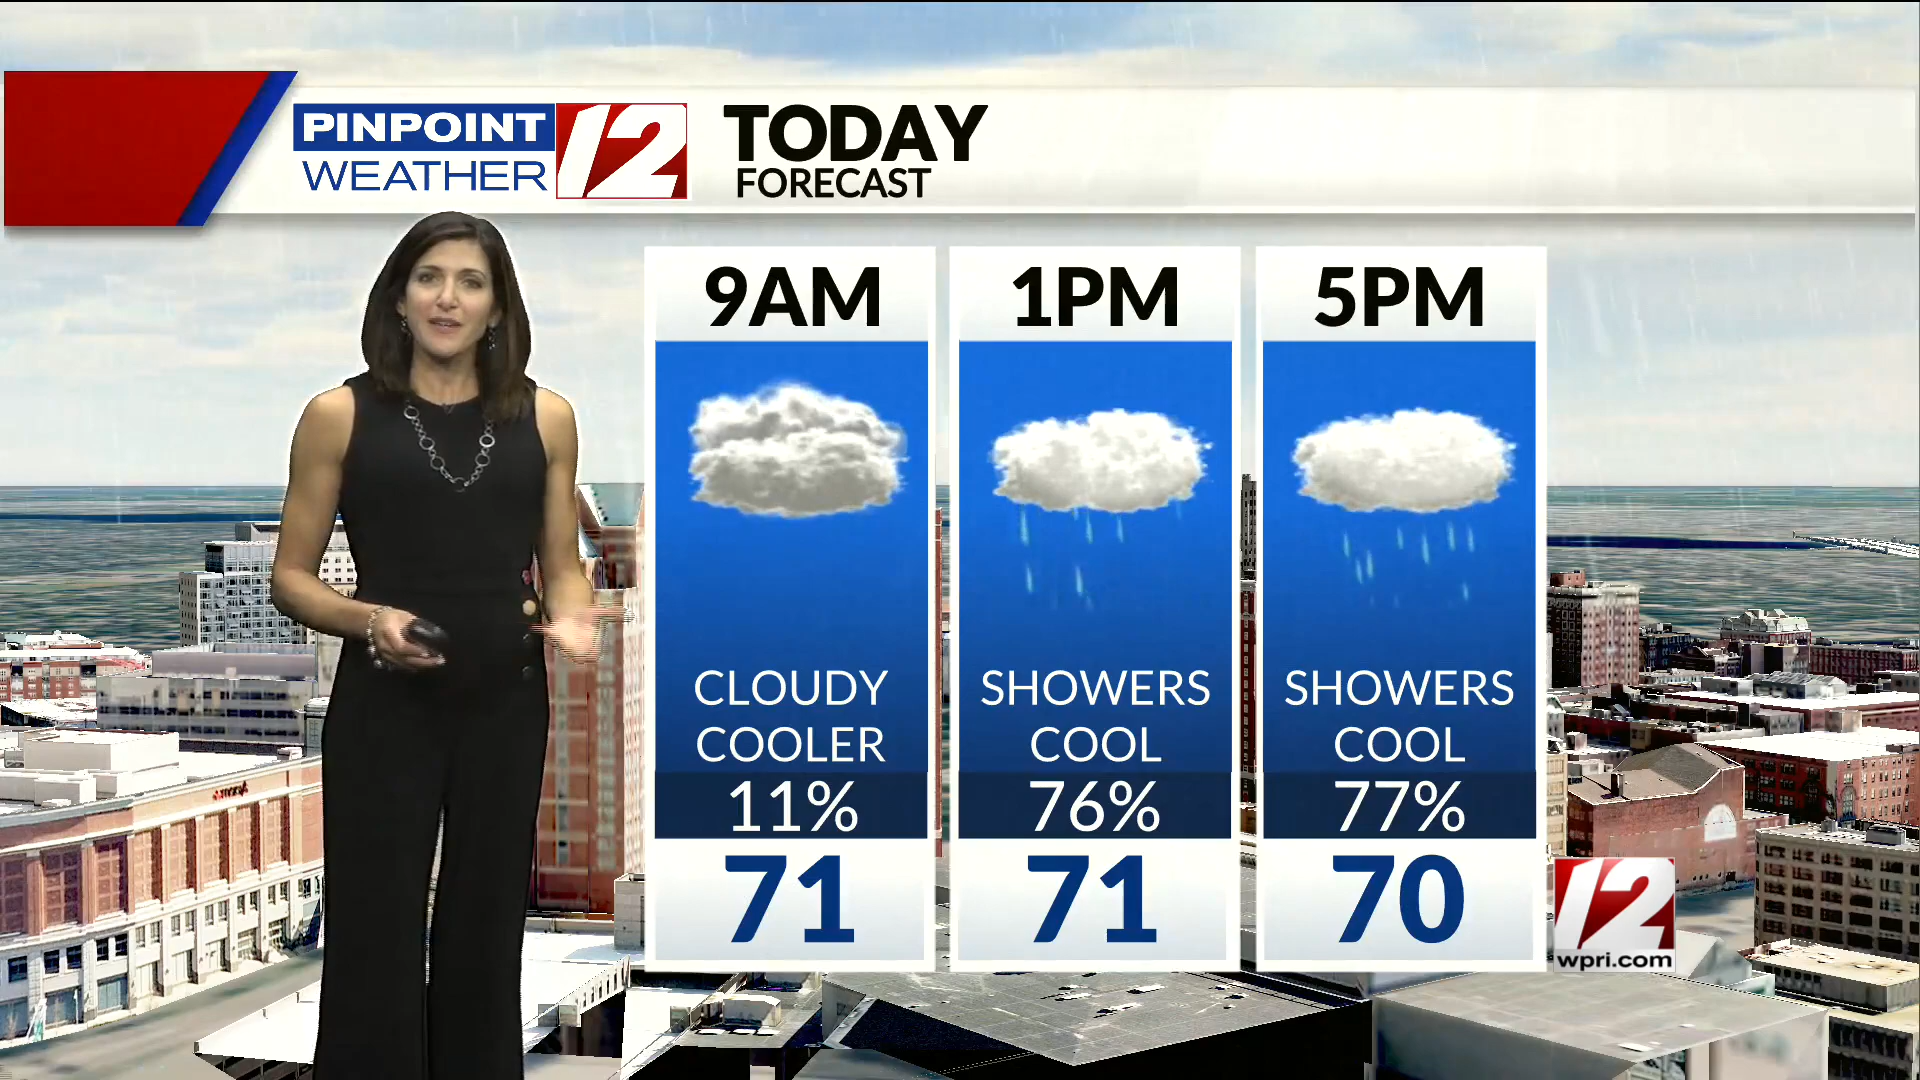 PINPOINT
WEATHER
12
TODAY
FORECAST
9AM
CLOUDY
COOLER
11%
71
1PM
SHOWERS
COOL
76%
71
5PM
SHOWERS
COOL
77%
70
12
wpri.com